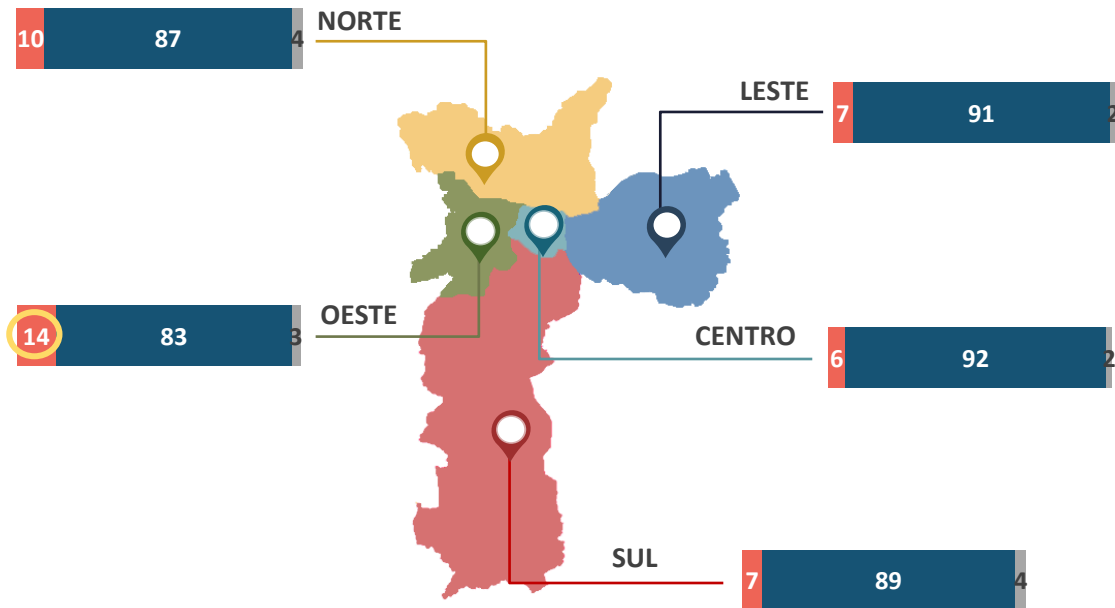 NORTE
10 87 4
LESTE
7 91 2
OESTE
14 83 3
CENTRO
6 92 2
SUL
7 89 4